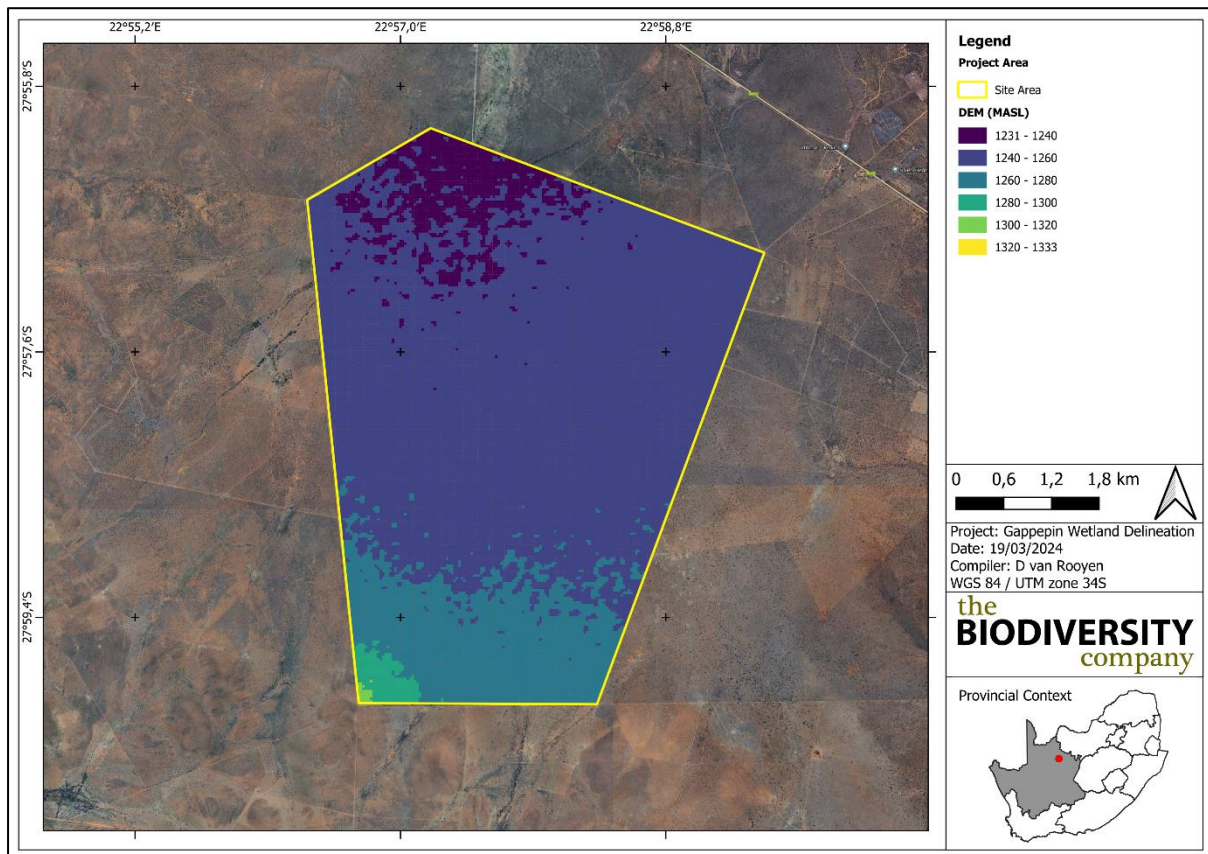 22°55,2'E
22°57,0'E
22°58,8'E
27°55,8'S
27°57,6'S
27°59,4'S
Legend
Project Area
Site Area
DEM (MASL)
1231 - 1240
1240 - 1260
1260 - 1280
1280 - 1300
1300 - 1320
1320 - 1333
0 0,6 1,2 1,8 km
Project: Gappepin Wetland Delineation
Date: 19/03/2024
Compiler: D van Rooyen
WGS 84 / UTM zone 34S
the
BIODIVERSITY
company
Provincial Context